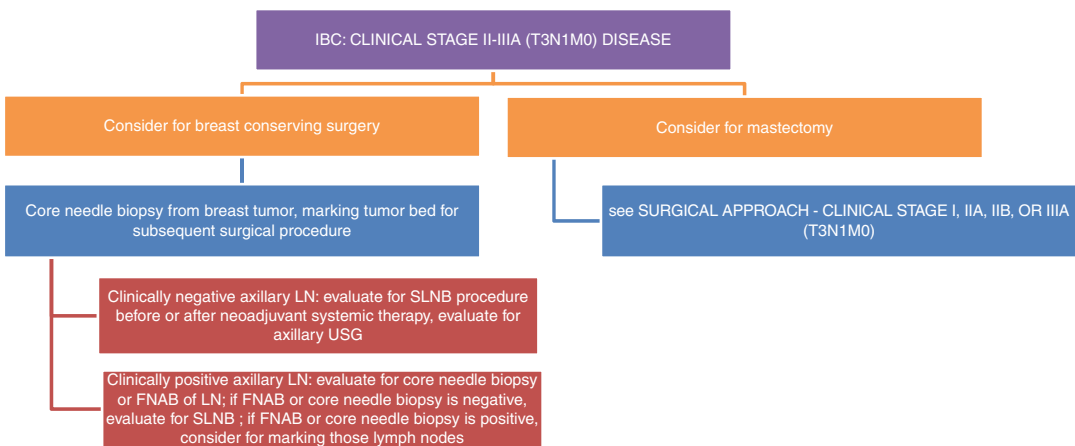 IBC: CLINICAL STAGE II-IIIA (T3N1M0) DISEASE
Consider for breast conserving surgery
Consider for mastectomy
Core needle biopsy from breast tumor, marking tumor bed for
subsequent surgical procedure
see SURGICAL APPROACH - CLINICAL STAGE I, IIA, IIB, OR IIIA
(T3N1M0)
Clinically negative axillary LN: evaluate for SLNB procedure
before or after neoadjuvant systemic therapy, evaluate for
axillary USG
Clinically positive axillary LN: evaluate for core needle biopsy
or FNAB of LN; if FNAB or core needle biopsy is negative,
evaluate for SLNB ; if FNAB or core needle biopsy is positive,
consider for marking those lymph nodes